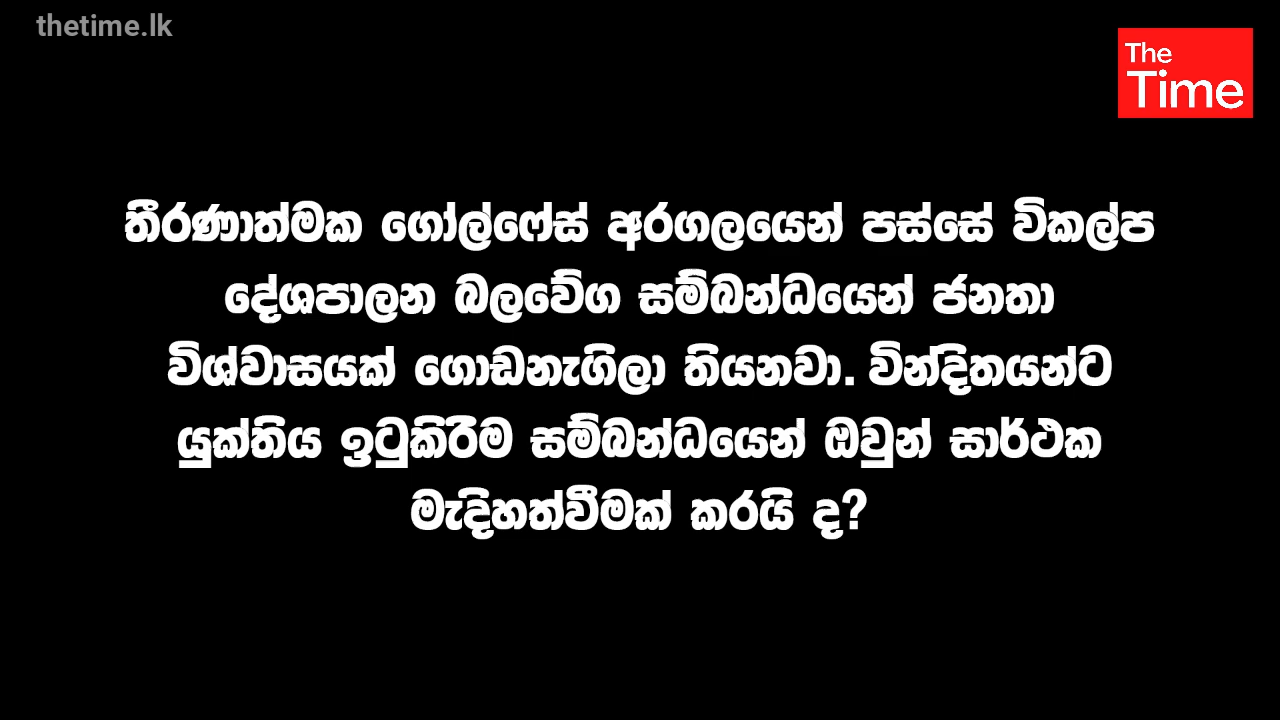 thetime.lk
The
Time
තීරණාත්මක ගෝල්ෆේස් අරගලයෙන් පස්සේ විකල්ප
දේශපාලන බලවේග සම්බන්ධයෙන් ජනතා
විශ්වාසයක් ගොඩනැගිලා තියනවා. වින්දිතයන්ට
යුක්තිය ඉටුකිරීම සම්බන්ධයෙන් ඔවුන් සාර්ථක
මැදිහත්වීමක් කරයි ද?